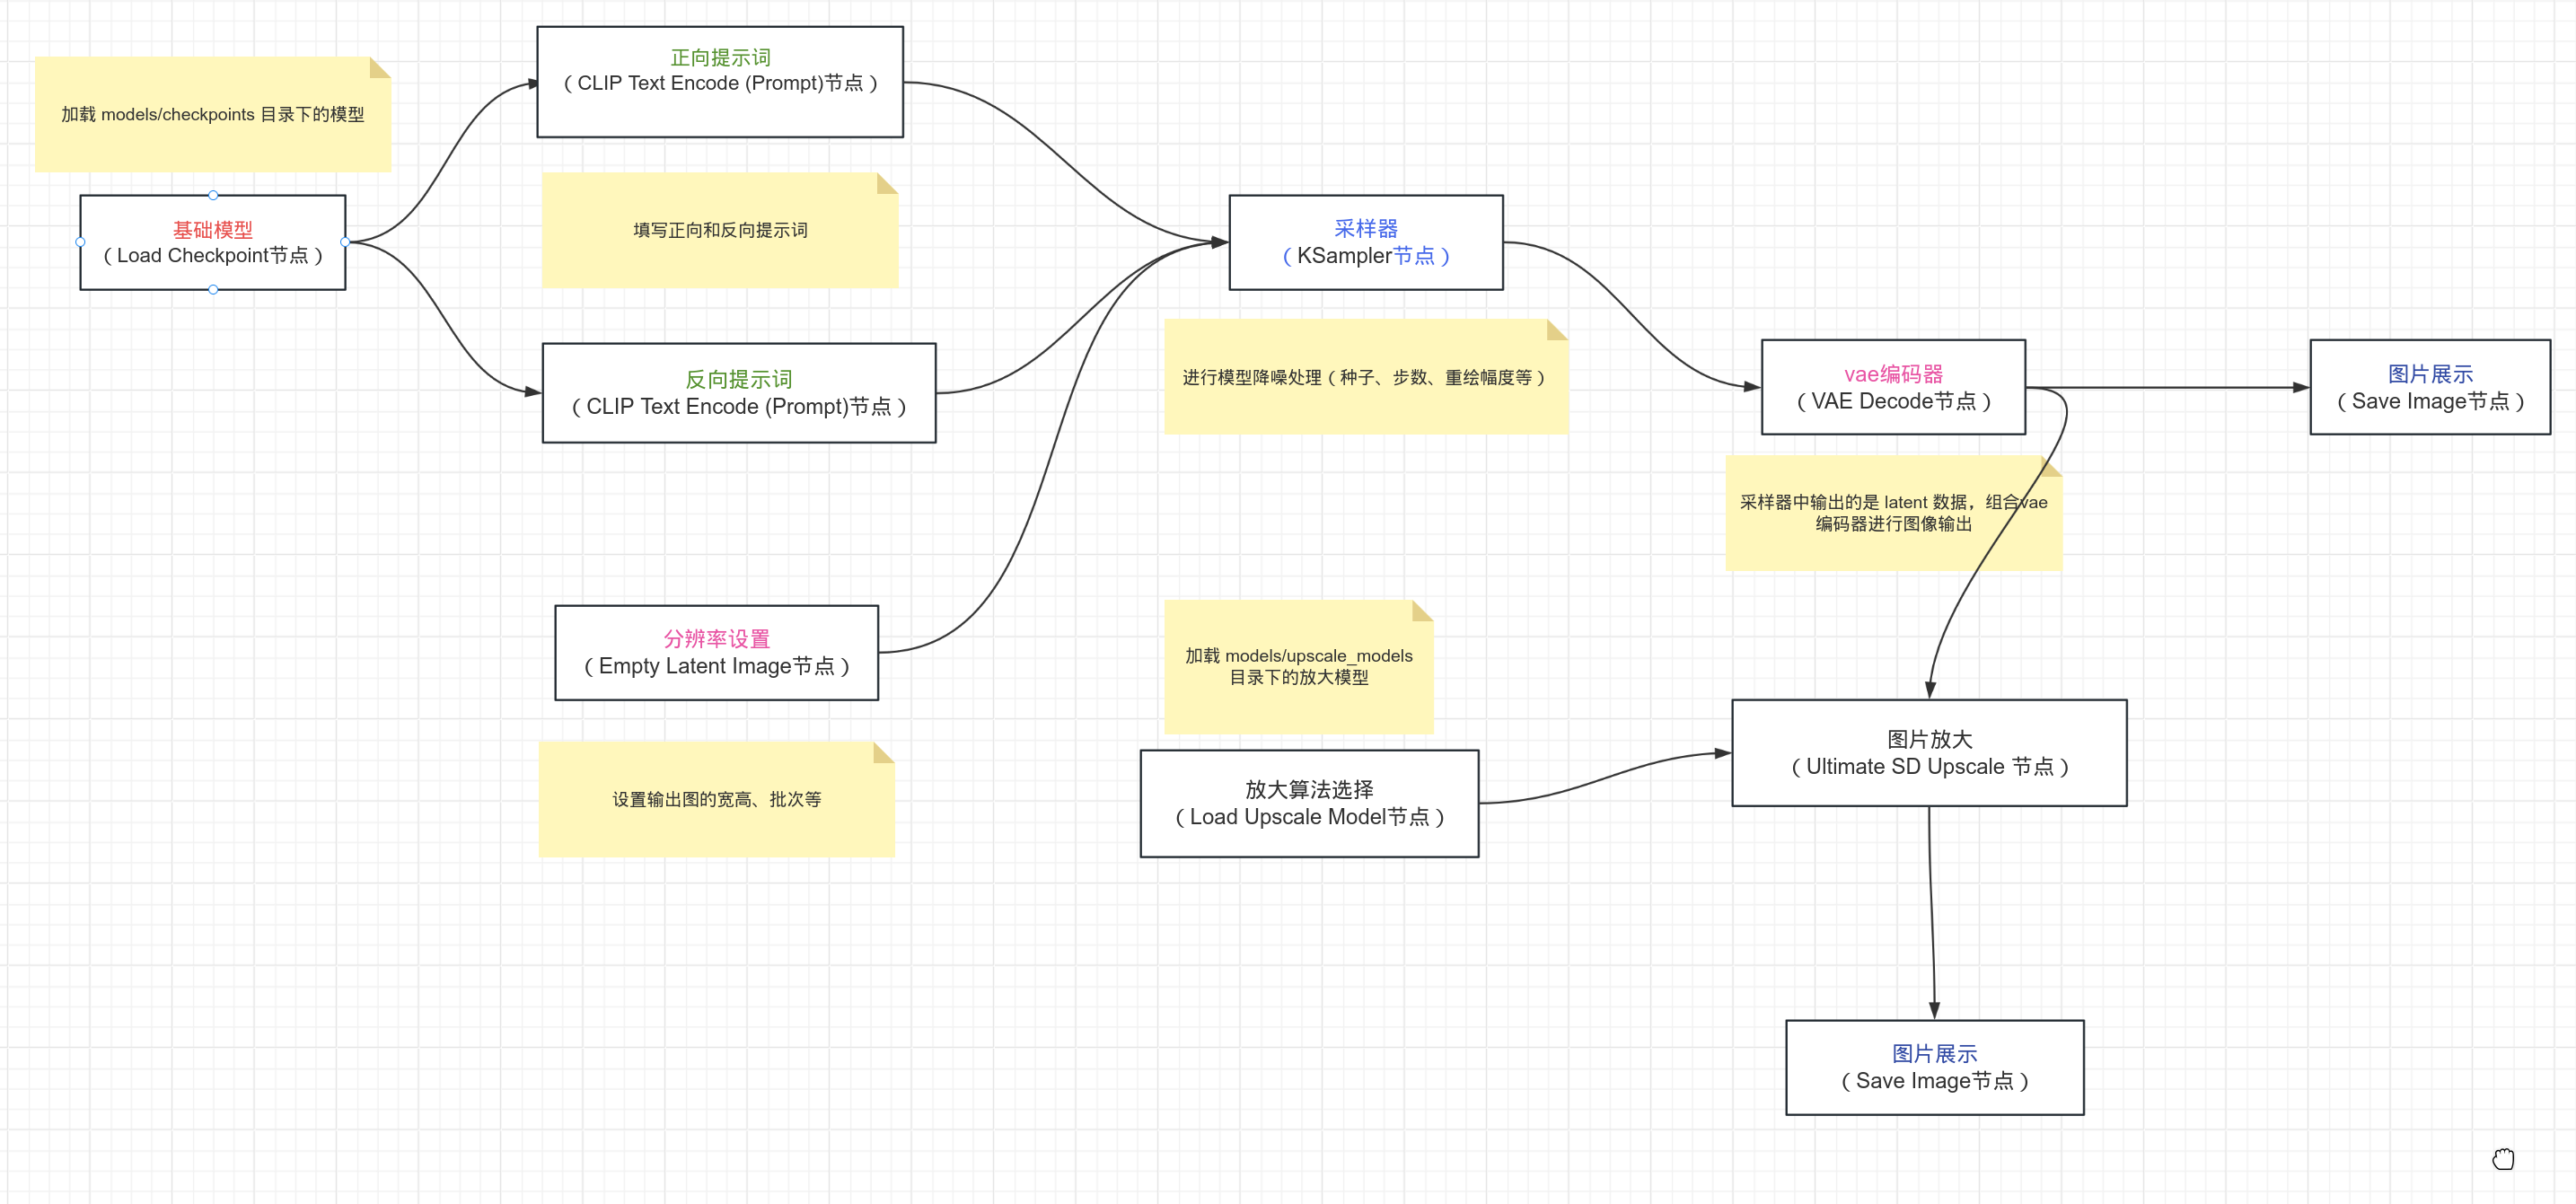 加载 models/checkpoints 目录下的模型
基础模型
（Load Checkpoint节点）
正向提示词
（CLIP Text Encode (Prompt)节点）
填写正向和反向提示词
反向提示词
（CLIP Text Encode (Prompt)节点）
分辨率设置
（Empty Latent Image节点）
设置输出图的宽高、批次等
采样器
（KSampler节点）
进行模型降噪处理（种子、步数、重绘幅度等）
加载 models/upscale_models
目录下的放大模型
放大算法选择
（Load Upscale Model节点）
vae编码器
（VAE Decode节点）
采样器中输出的是 latent 数据，组合vae
编码器进行图像输出
图片展示
（Save Image节点）
图片放大
（Ultimate SD Upscale 节点）
图片展示
（Save Image节点）